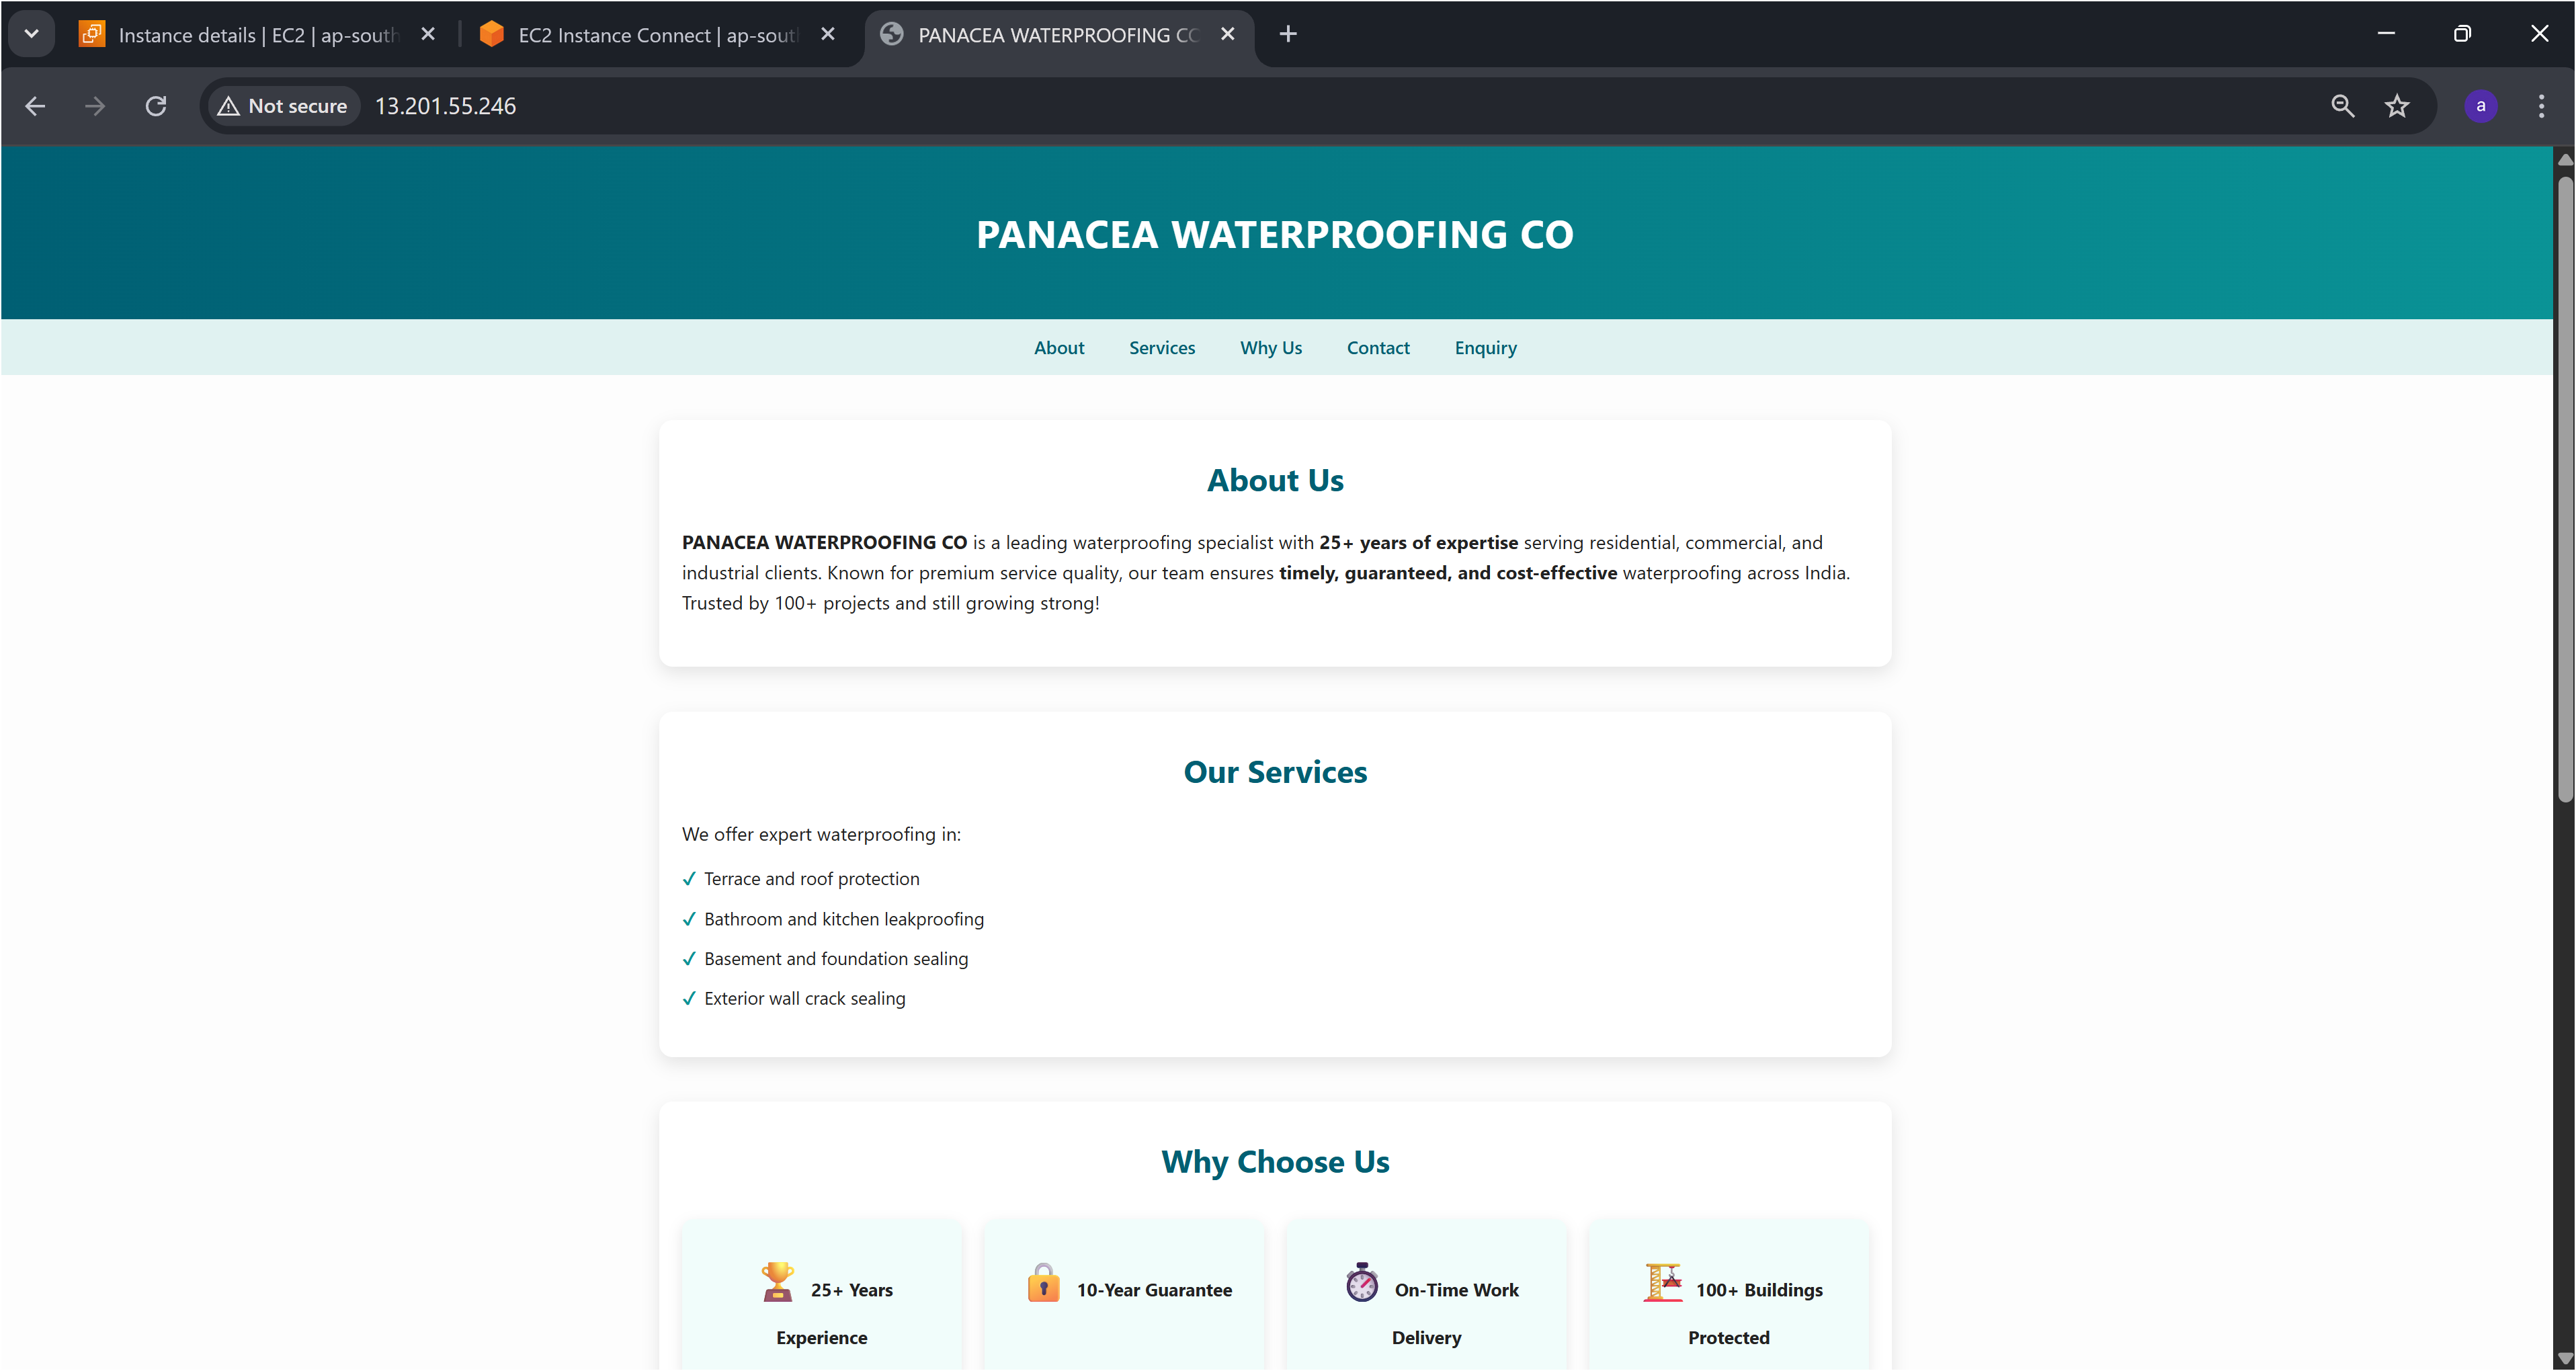 Instance details | EC2 | ap-south
EC2 Instance Connect | ap-sout
PANACEA WATERPROOFING CC
Not secure
13.201.55.246
a
PANACEA WATERPROOFING CO
About
Services
Why Us
Contact
Enquiry
About Us
PANACEA WATERPROOFING CO is a leading waterproofing specialist with 25+ years of expertise serving residential, commercial, and
industrial clients. Known for premium service quality, our team ensures timely, guaranteed, and cost-effective waterproofing across India.
Trusted by 100+ projects and still growing strong!
Our Services
We offer expert waterproofing in:
✓ Terrace and roof protection
✓ Bathroom and kitchen leakproofing
✓ Basement and foundation sealing
✓ Exterior wall crack sealing
Why Choose Us
25+ Years
Experience
10-Year Guarantee
On-Time Work
Delivery
100+ Buildings
Protected